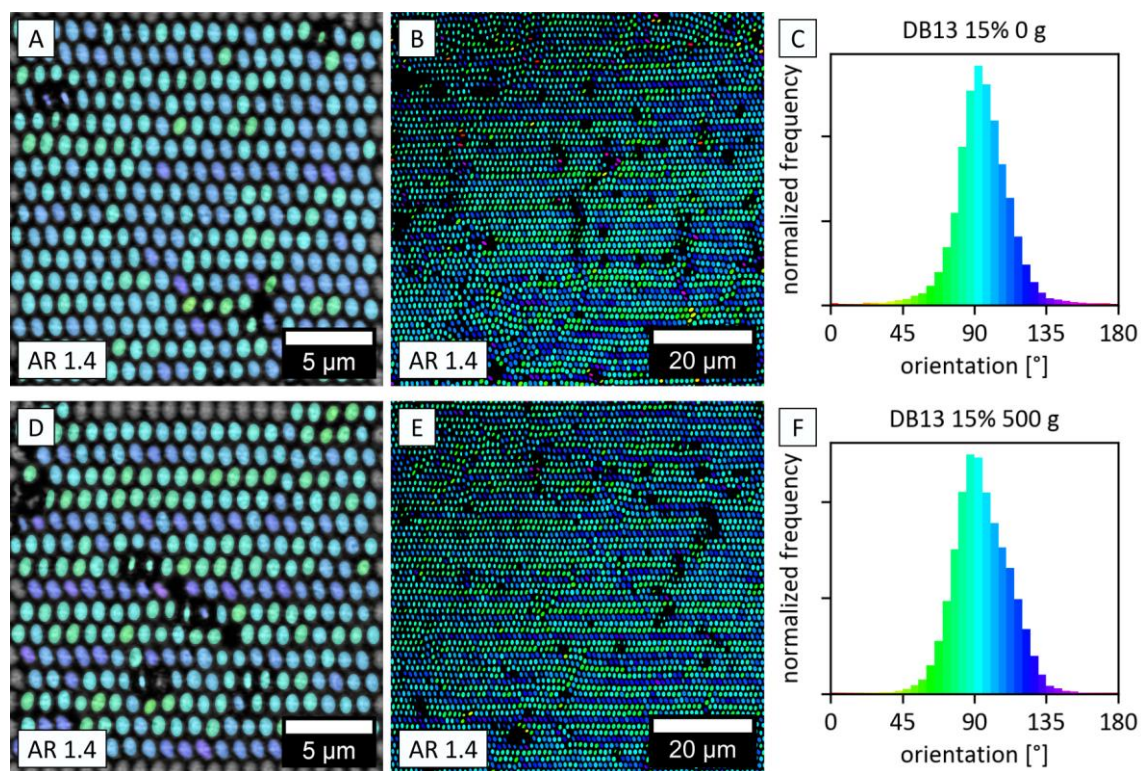 A
AR 1.4
5 µm
B
AR 1.4
20 µm
C
DB13 15% 0 g
normalized frequency
0 45 90 135 180
orientation [°]
D
AR 1.4
5 µm
E
AR 1.4
20 µm
F
DB13 15% 500 g
normalized frequency
0 45 90 135 180
orientation [°]